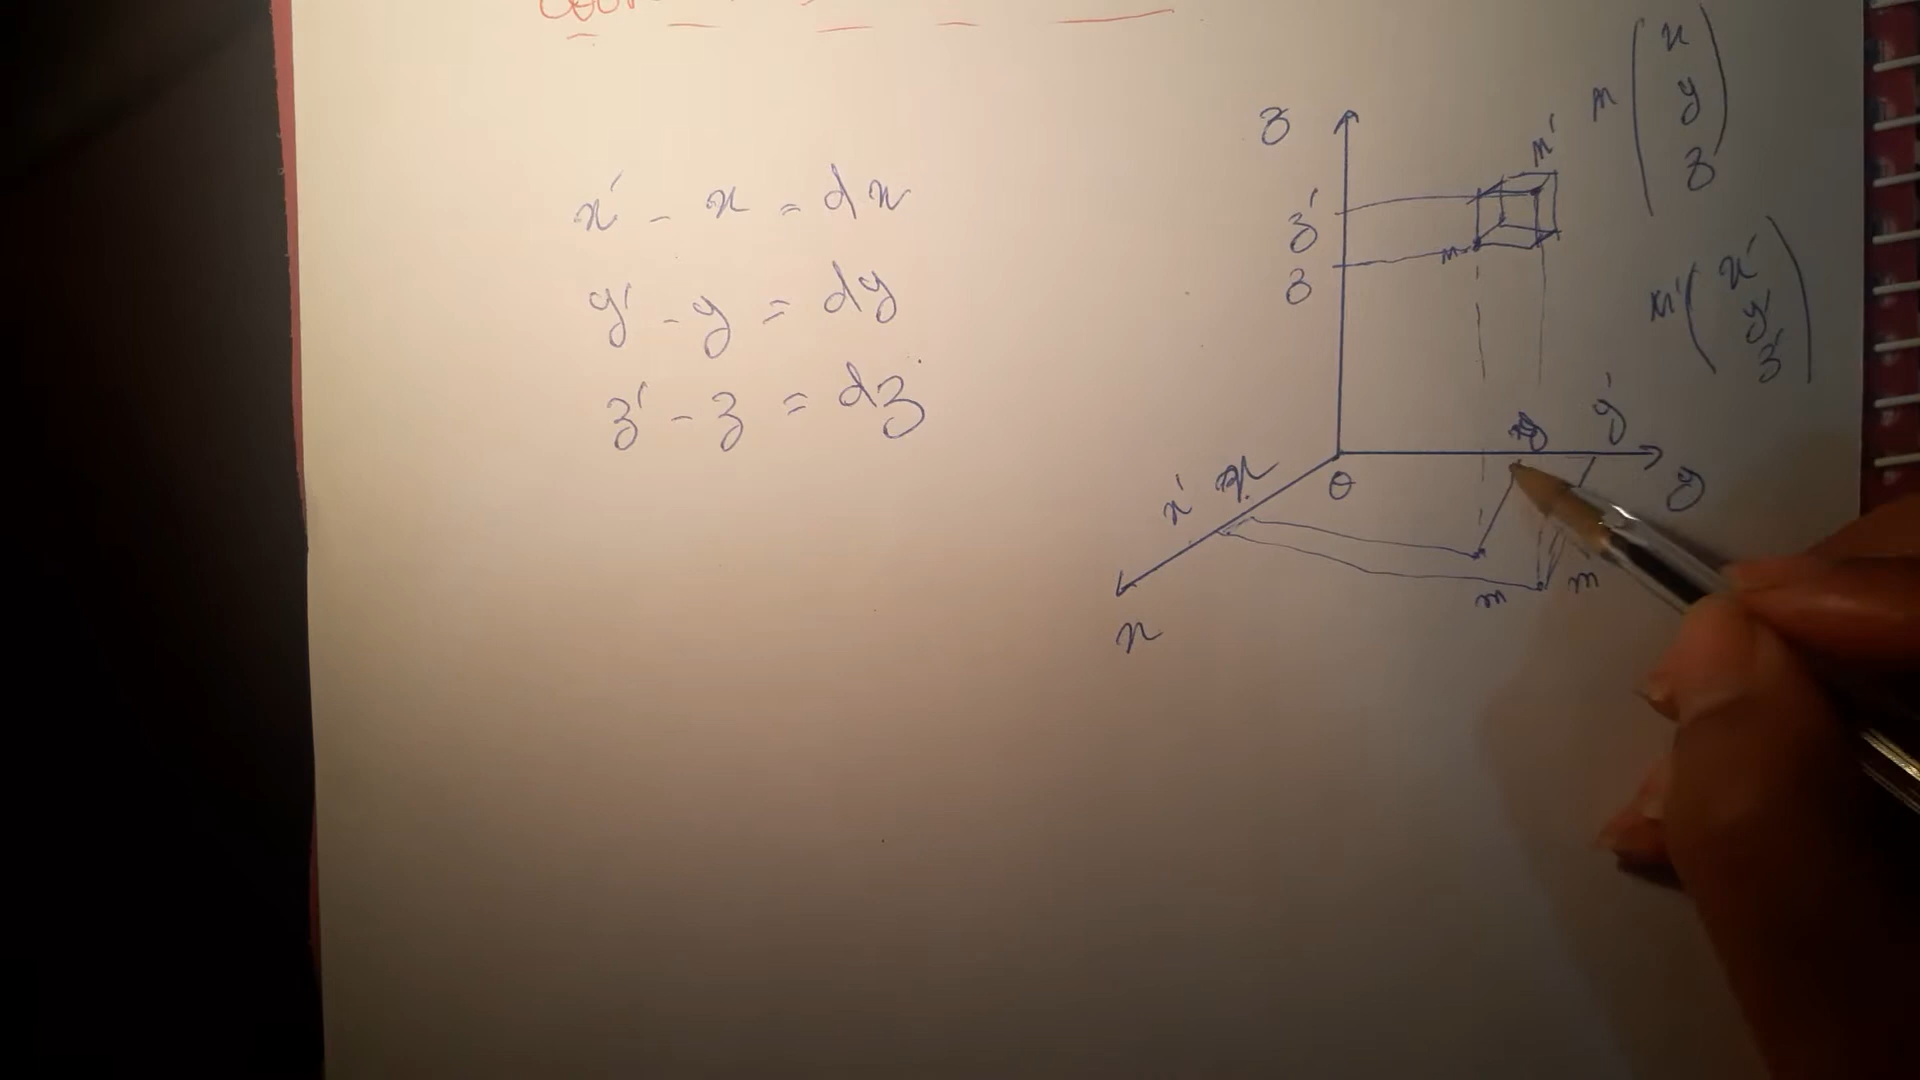 x' - x = dx
y' - y = dy
z' - z = dz
z
z'
z
M'
M
M ( x
y
z )
M' ( x'
y'
z' )
y
y'
y
x' x
O
x
m
m